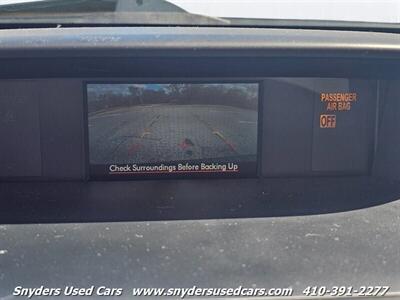 PASSENGER
AIR BAG
OFF
Check Surroundings Before Backing Up
Snyders Used Cars www.snydersusedcars.com 410-391-2277